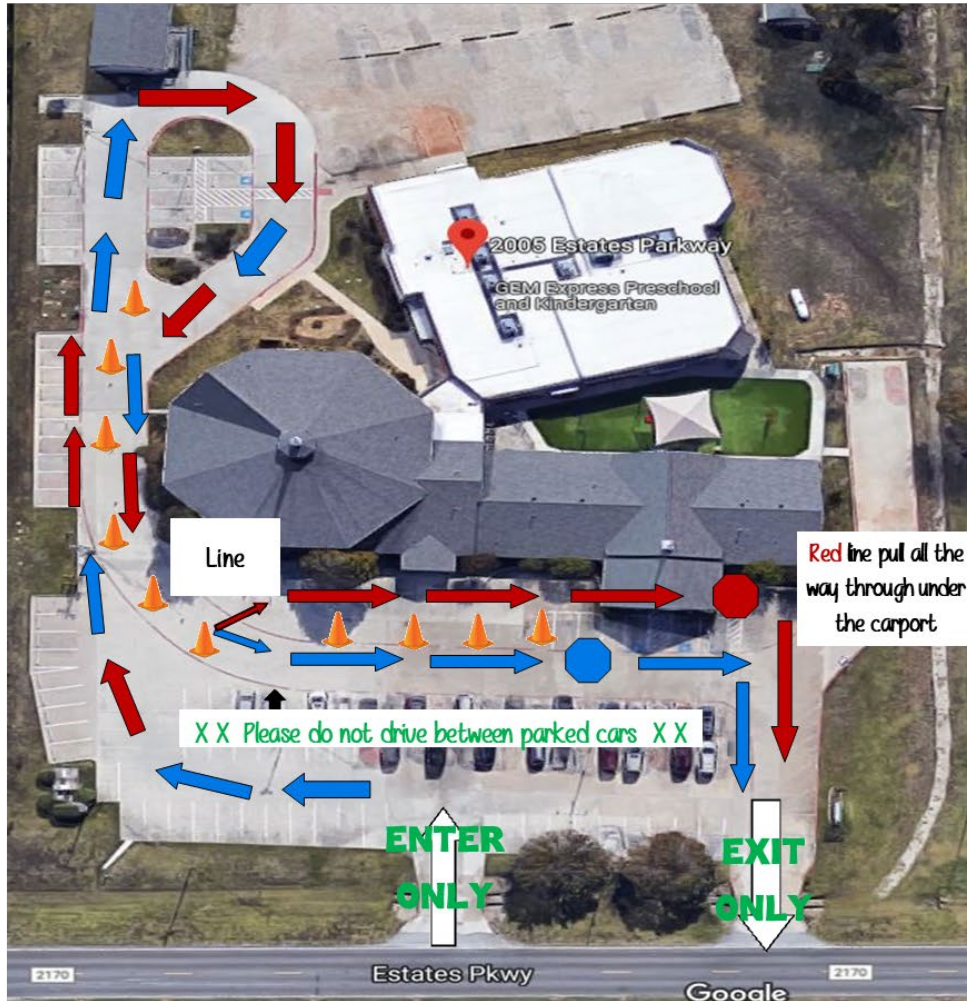 2005 Estates Parkway
GEM Express Preschool
and Kindergarten
Line
Red line pull all the
way through under
the carport
X X Please do not drive between parked cars X X
ENTER
ONLY
EXIT
ONLY
2170
Estates Pkwy
2170
Google